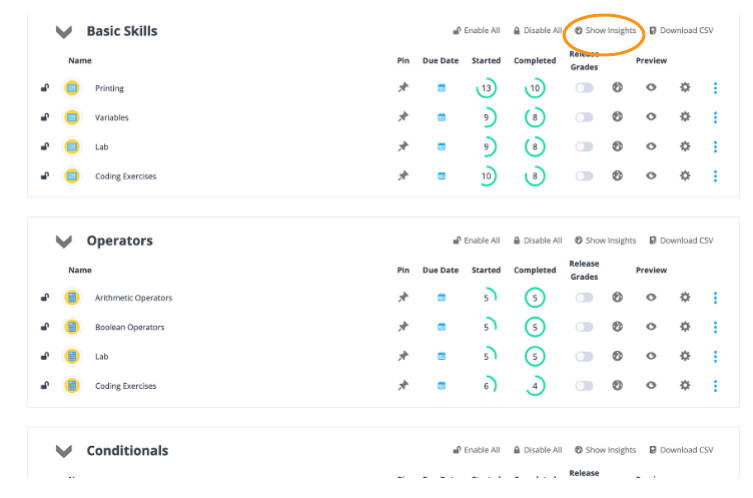 Basic Skills Enable All Disable All Show Insights Download CSV
Name Pin Due Date Started Completed Release Grades Preview
Printing 13 10
Variables 9 8
Lab 9 8
Coding Exercises 10 8
Operators Enable All Disable All Show Insights Download CSV
Name Pin Due Date Started Completed Release Grades Preview
Arithmetic Operators 5 5
Boolean Operators 5 5
Lab 5 5
Coding Exercises 6 4
Conditionals Enable All Disable All Show Insights Download CSV
Release